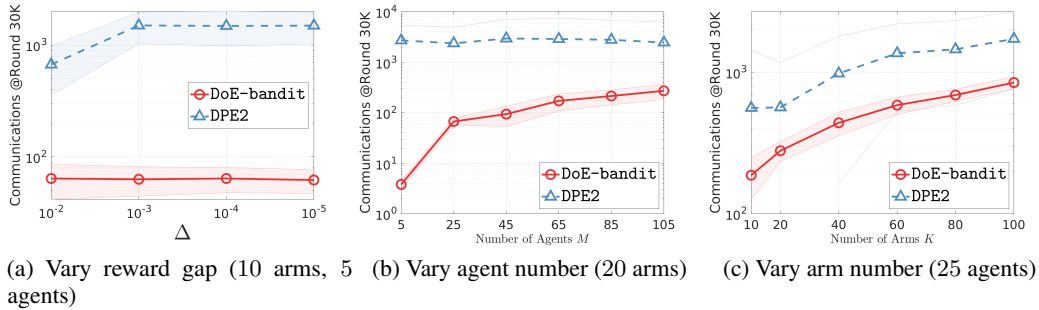 Communications @Round 30K
10^3
10^2
DoE-bandit
DPE2
10^-2
10^-3
10^-4
10^-5
Δ
Communications @Round 30K
10^4
10^3
10^2
10^1
10^0
DoE-bandit
DPE2
5
25
45
65
85
105
Number of Agents M
Communications @Round 30K
10^3
10^2
DoE-bandit
DPE2
10
20
40
60
80
100
Number of Arms K
(a) Vary reward gap (10 arms, 5
agents)
(b) Vary agent number (20 arms)
(c) Vary arm number (25 agents)